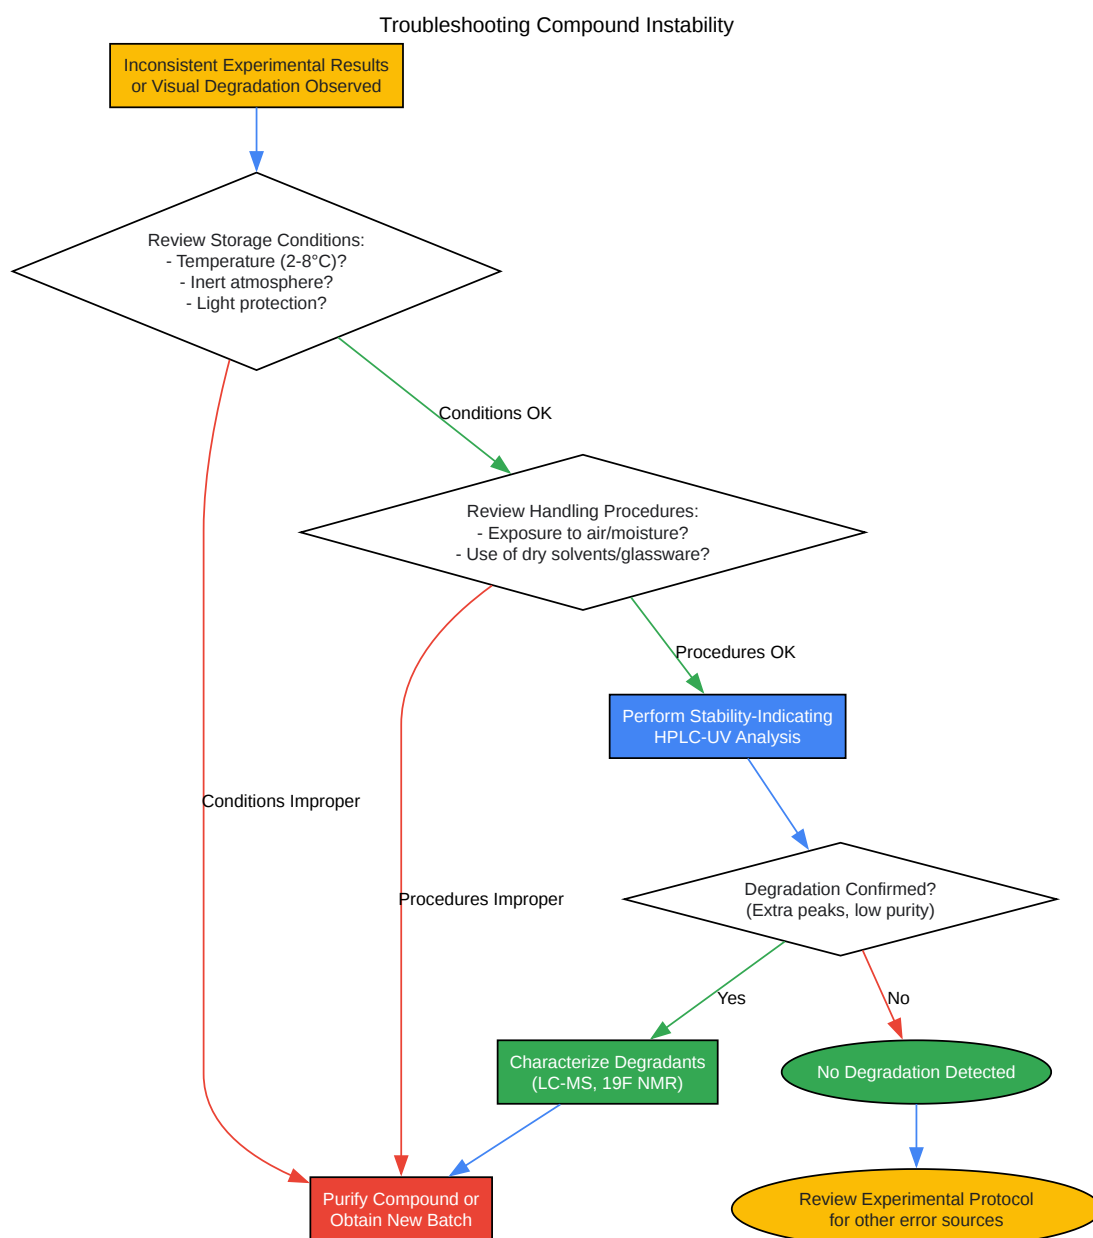 Troubleshooting Compound Instability
Inconsistent Experimental Results
or Visual Degradation Observed
Review Storage Conditions:
- Temperature (2-8°C)?
- Inert atmosphere?
- Light protection?
Conditions OK
Review Handling Procedures:
- Exposure to air/moisture?
- Use of dry solvents/glassware?
Procedures OK
Perform Stability-Indicating
HPLC-UV Analysis
Conditions Improper
Procedures Improper
Degradation Confirmed?
(Extra peaks, low purity)
Yes
No
Characterize Degradants
(LC-MS, 19F NMR)
No Degradation Detected
Purify Compound or
Obtain New Batch
Review Experimental Protocol
for other error sources